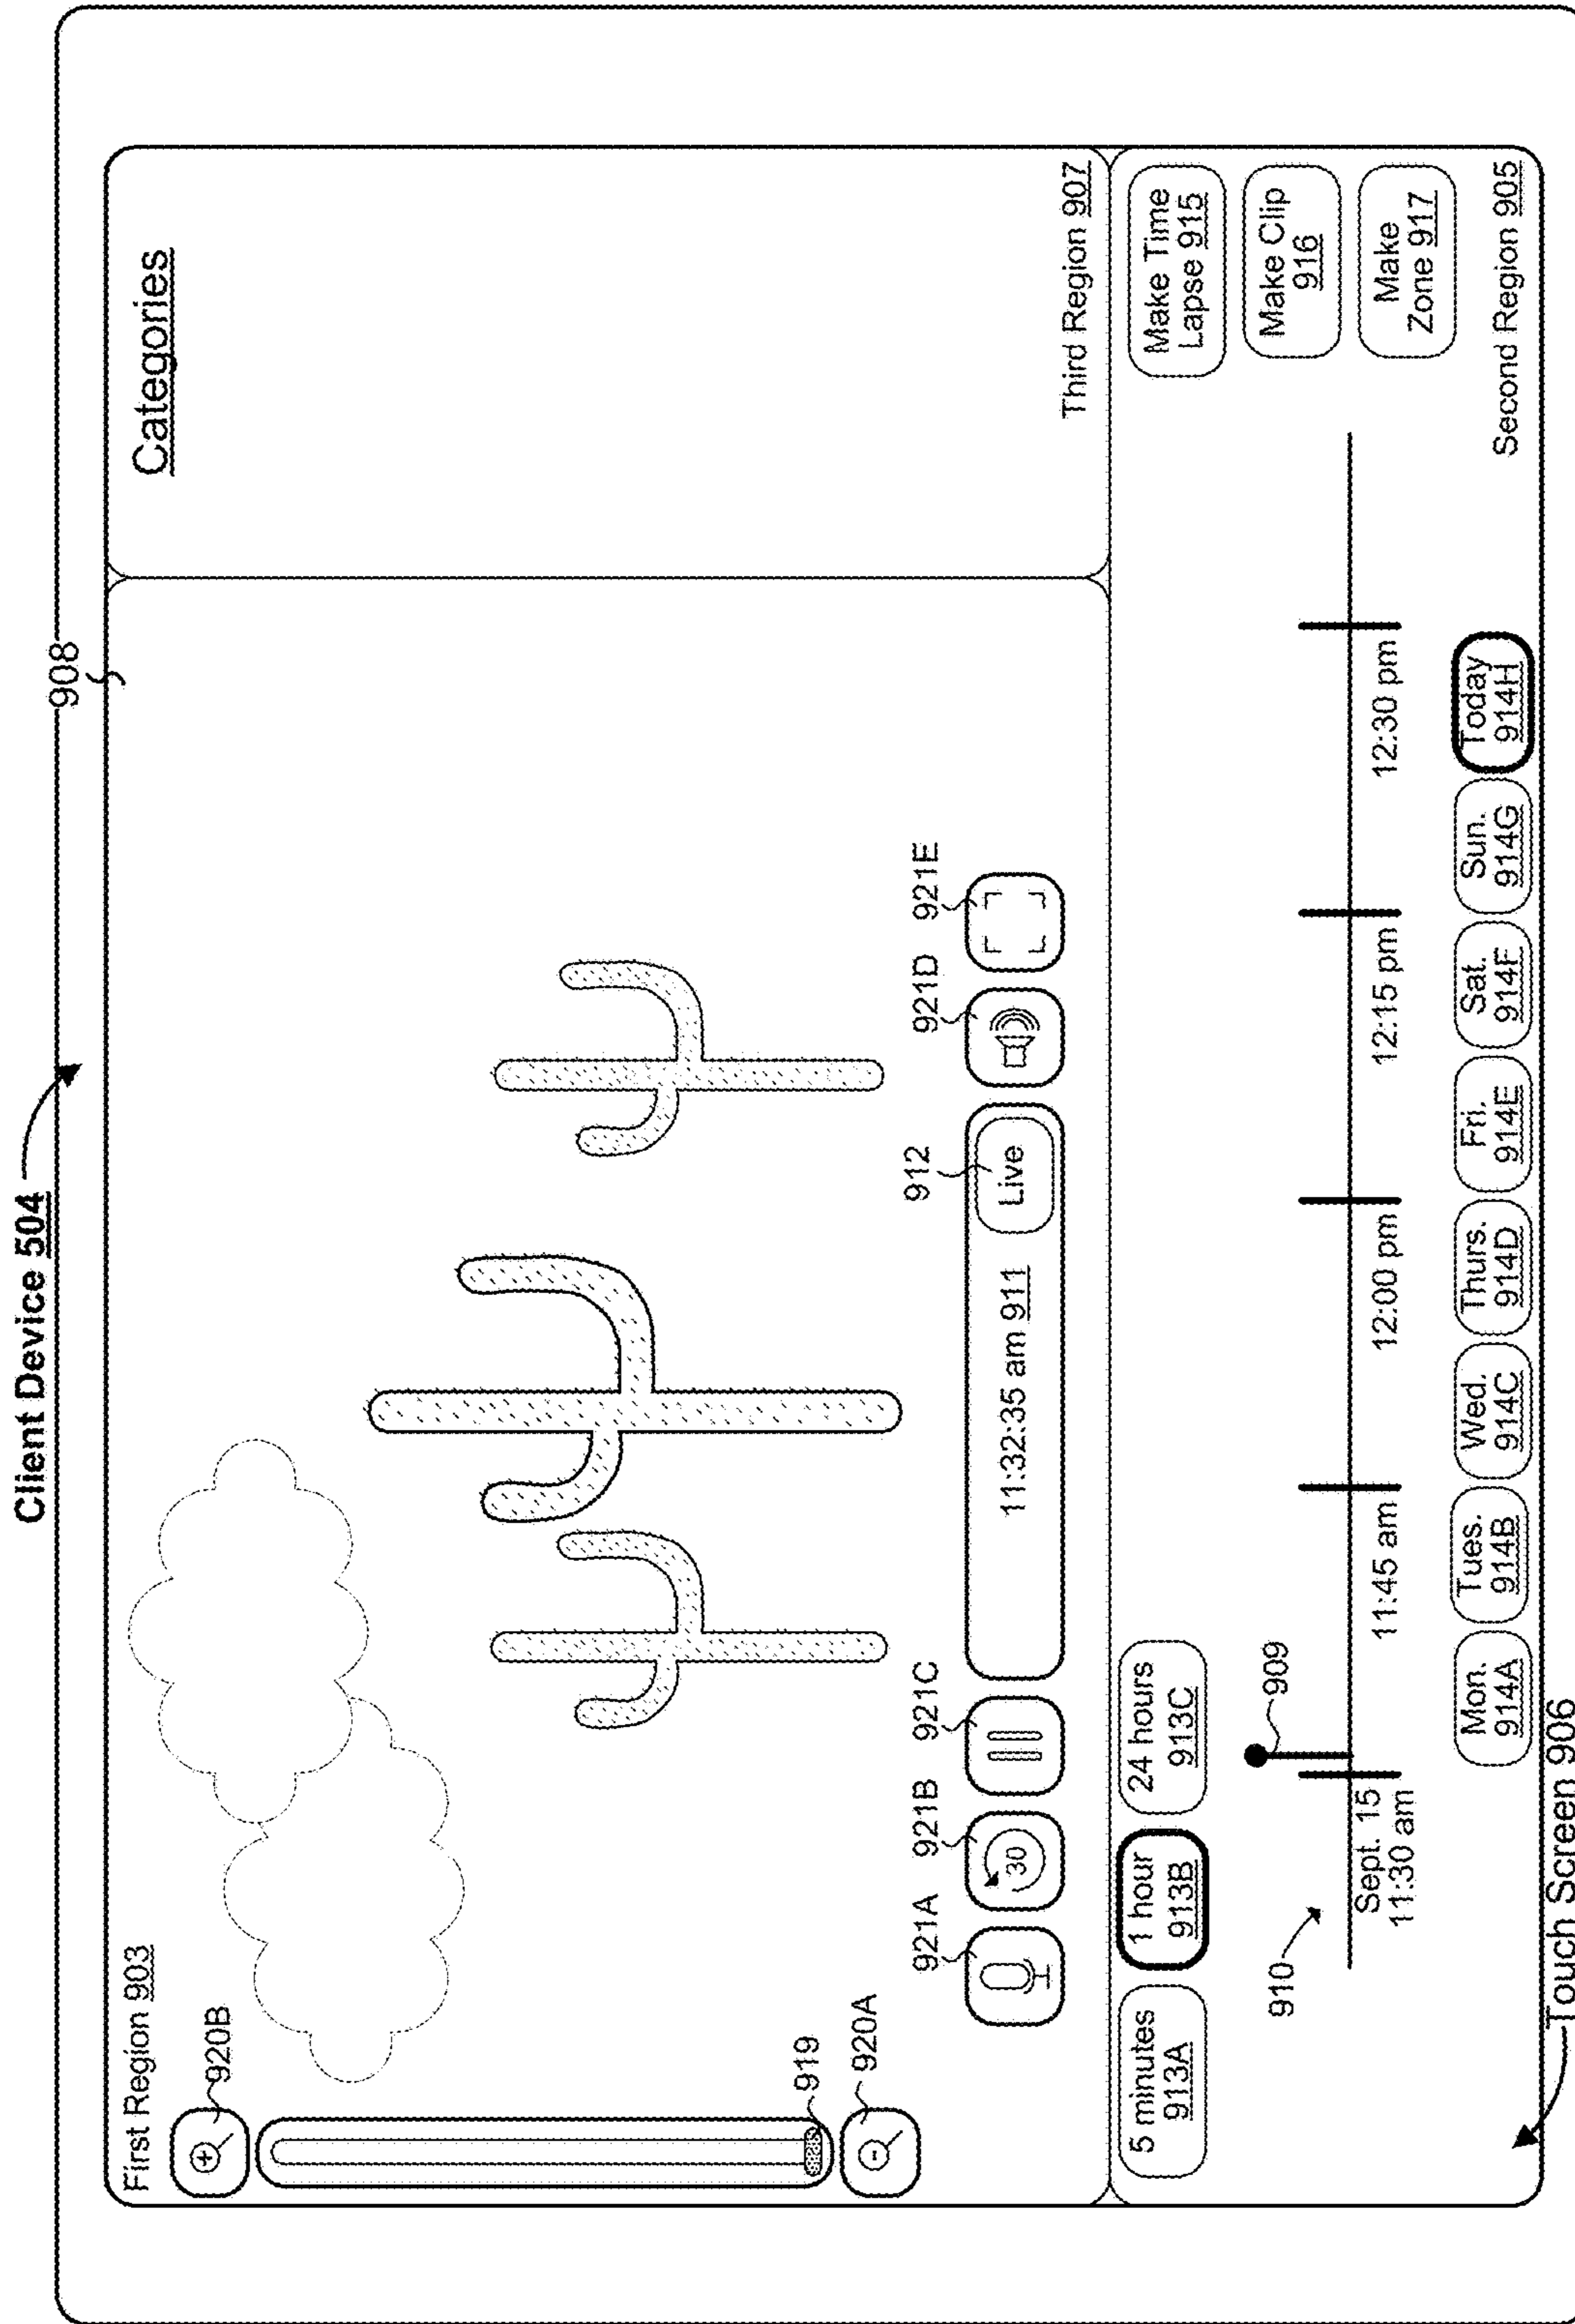 Client Device 504
908
First Region 903
Categories
920B
919
920A
921A
921B
921C
912
921D
921E
30
11:32:35 am 911
Live
Third Region 907
5 minutes
913A
1 hour
913B
24 hours
913C
Make Time
Lapse 915
Make Clip
916
Make
Zone 917
910
909
Sept. 15
11:30 am
11:45 am
12:00 pm
12:15 pm
12:30 pm
Mon.
914A
Tues.
914B
Wed.
914C
Thurs.
914D
Fri.
914E
Sat.
914F
Sun.
914G
Today
914H
Second Region 905
Touch Screen 906